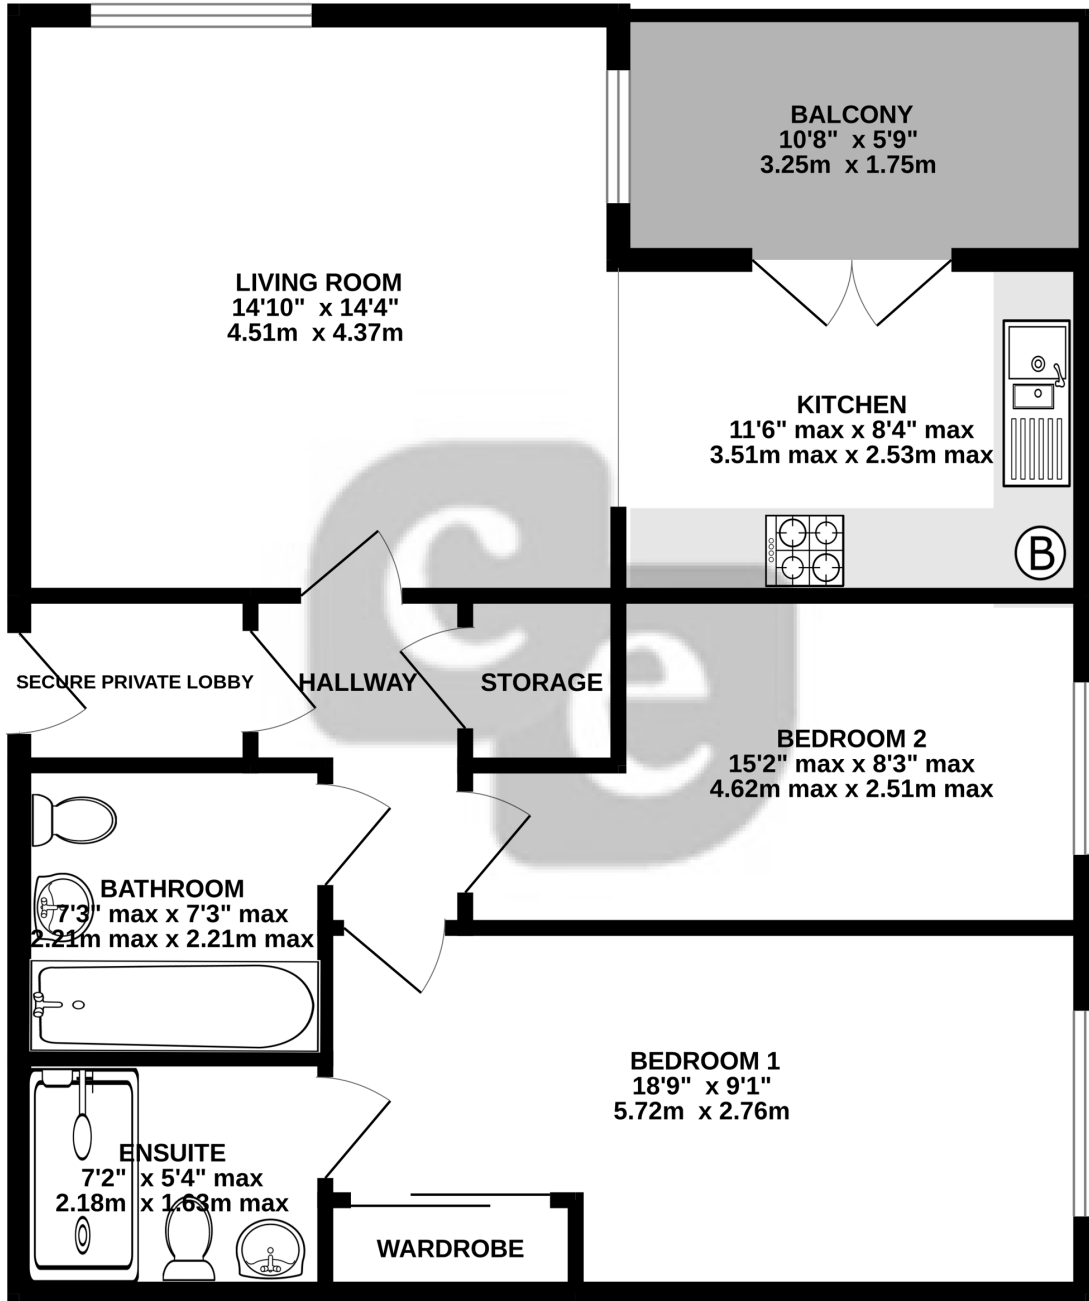 BALCONY
10'8" x 5'9"
3.25m x 1.75m
LIVING ROOM
14'10" x 14'4"
4.51m x 4.37m
KITCHEN
11'6" max x 8'4" max
3.51m max x 2.53m max
B
SECURE PRIVATE LOBBY
HALLWAY
STORAGE
ce
BEDROOM 2
15'2" max x 8'3" max
4.62m max x 2.51m max
BATHROOM
7'3" max x 7'3" max
2.21m max x 2.21m max
BEDROOM 1
18'9" x 9'1"
5.72m x 2.76m
ENSUITE
7'2" x 5'4" max
2.18m x 1.63m max
WARDROBE